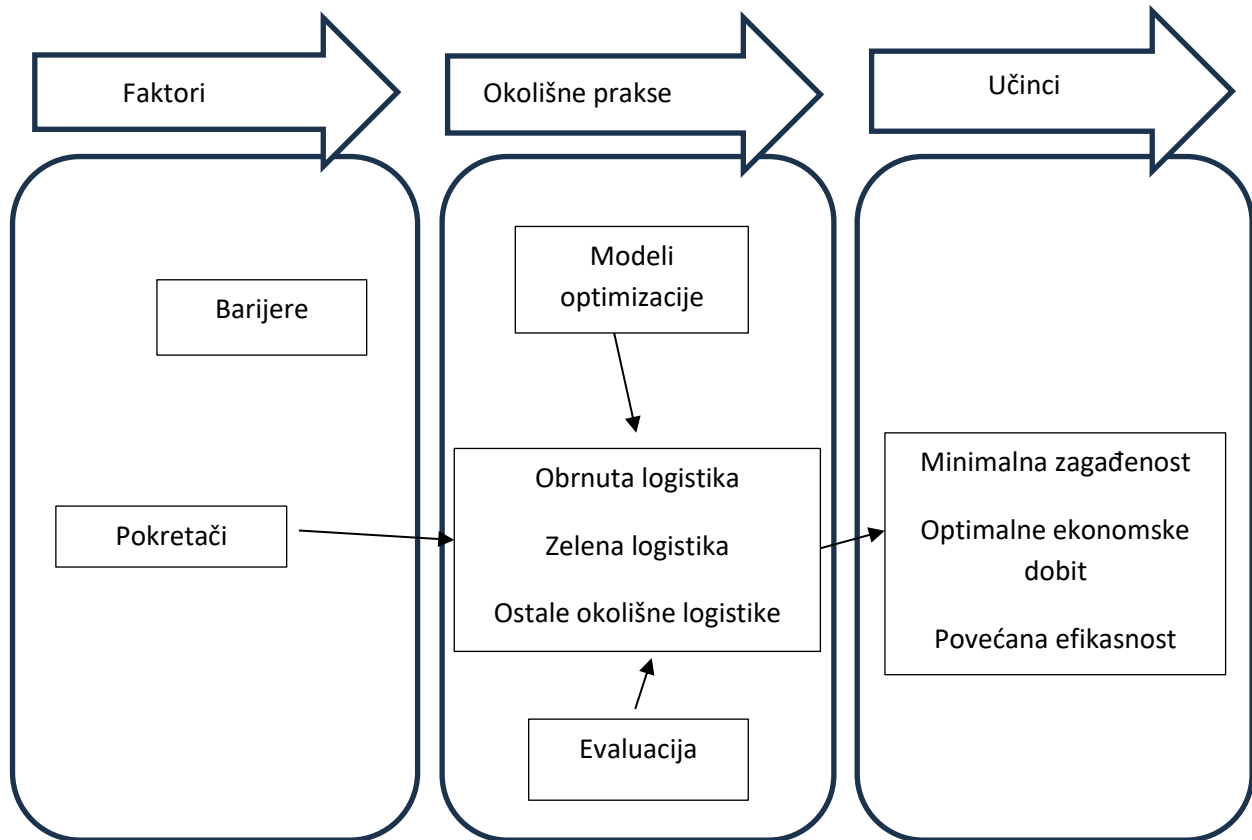 Faktori
Okolišne prakse
Učinci
Barijere
Pokretači
Modeli
optimizacije
Obrnuta logistika
Zelena logistika
Ostale okolišne logistike
Evaluacija
Minimalna zagađenost
Optimalne ekonomske
dobit
Povećana efikasnost